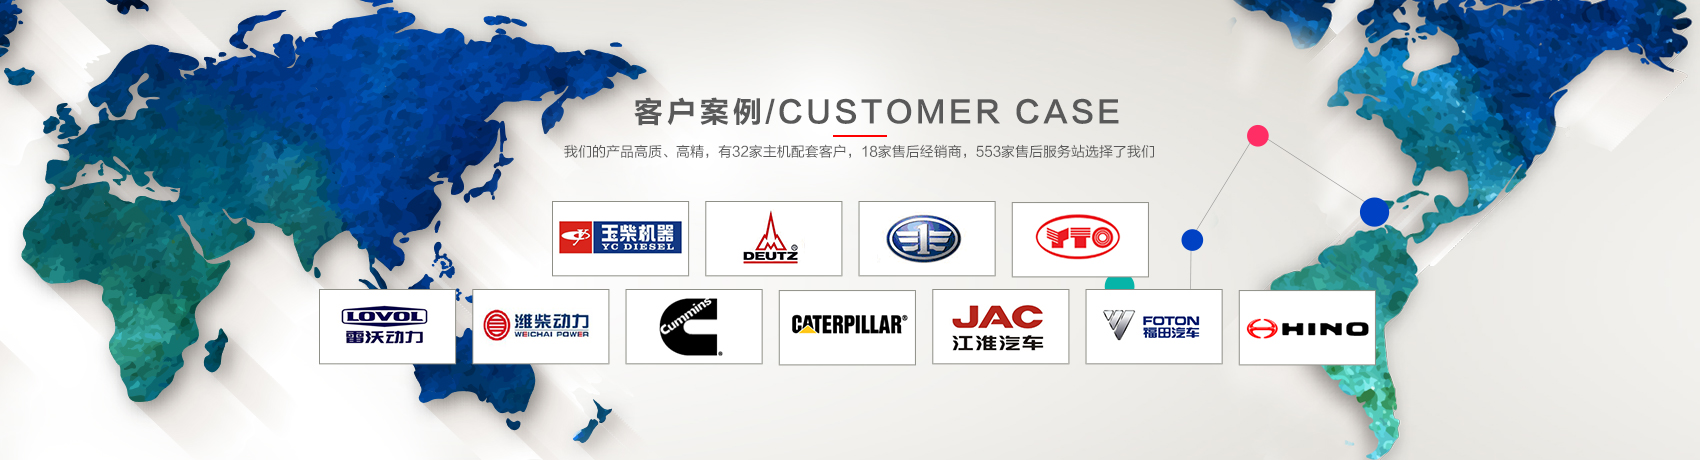 客户案例/CUSTOMER CASE
我们的产品高质、高精，有32家主机配套客户，18家售后经销商，553家售后服务站选择了我们
玉柴机器
YC DIESEL
DEUTZ®
1
YTO
LOVOL
雷沃动力
潍柴动力
WEICHAI POWER
Cummins
®
CATERPILLAR®
JAC
江淮汽车
FOTON
福田汽车
HINO